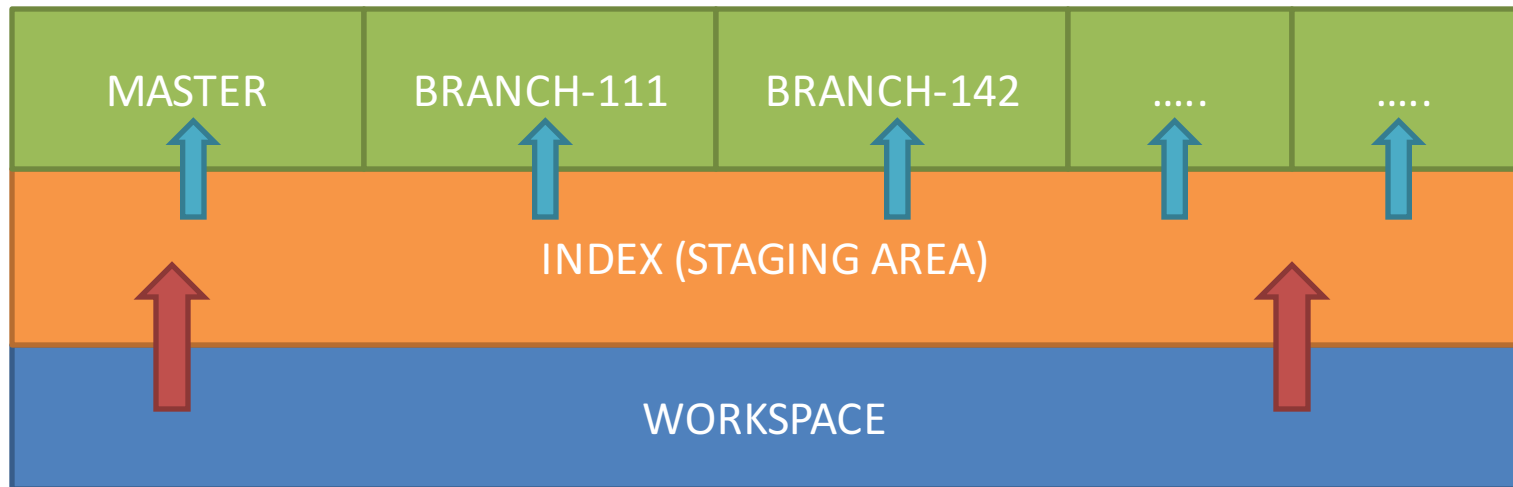 MASTER
BRANCH-111
BRANCH-142
.....
.....
INDEX (STAGING AREA)
WORKSPACE